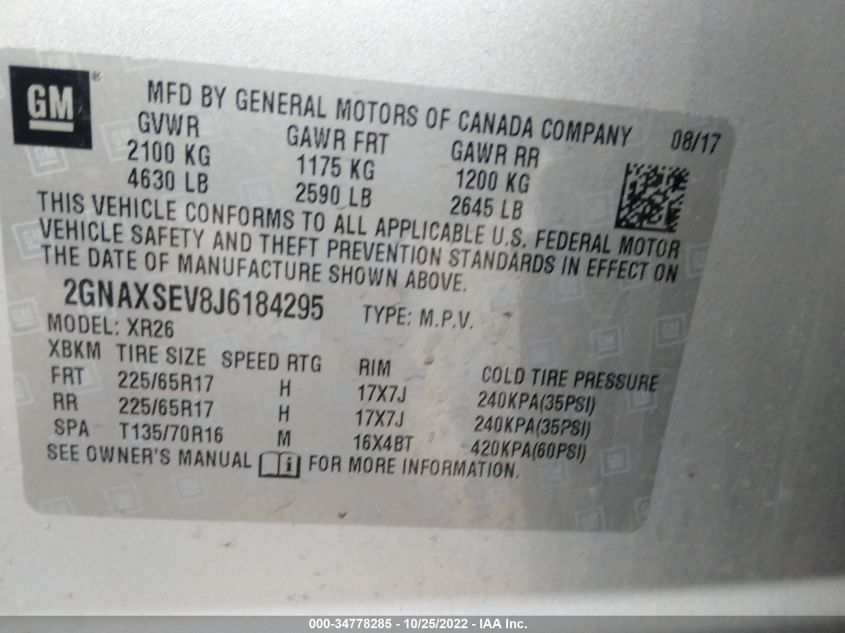 GM ®
MFD BY GENERAL MOTORS OF CANADA COMPANY 08/17
GVWR GAWR FRT GAWR RR
2100 KG 1175 KG 1200 KG
4630 LB 2590 LB 2645 LB
THIS VEHICLE CONFORMS TO ALL APPLICABLE U.S. FEDERAL MOTOR
VEHICLE SAFETY AND THEFT PREVENTION STANDARDS IN EFFECT ON
THE DATE OF MANUFACTURE SHOWN ABOVE.
2GNAXSEV8J6184295 TYPE: M.P.V.
MODEL: XR26
XBKM TIRE SIZE SPEED RTG RIM COLD TIRE PRESSURE
FRT 225/65R17 H 17X7J 240KPA(35PSI)
RR 225/65R17 H 17X7J 240KPA(35PSI)
SPA T135/70R16 M 16X4BT 420KPA(60PSI)
SEE OWNER'S MANUAL i FOR MORE INFORMATION.
000-34778285 - 10/25/2022 - IAA Inc.